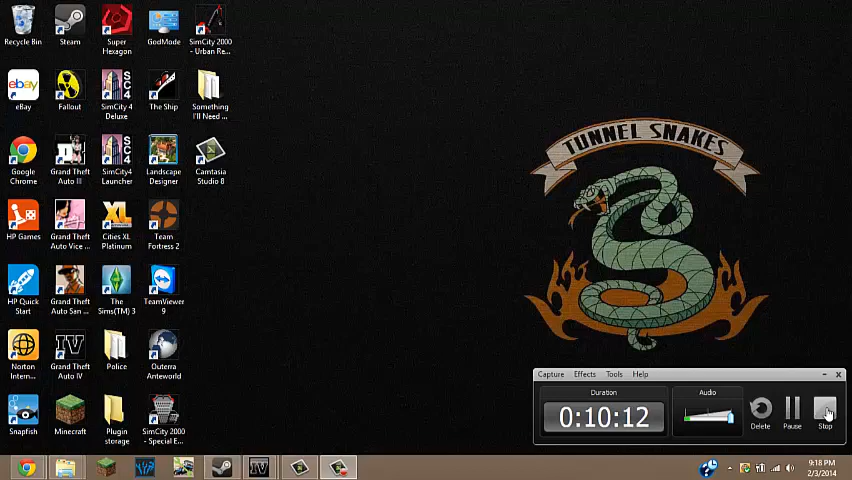 Recycle Bin
Steam
Super
Hexagon
GodMode
SimCity 2000
- Urban Re...
eBay
Fallout
SimCity 4
Deluxe
The Ship
Something
I'll Need ...
Google
Chrome
Grand Theft
Auto III
SimCity4
Launcher
Landscape
Designer
Camtasia
Studio 8
HP Games
Grand Theft
Auto Vice ...
Cities XL
Platinum
Team
Fortress 2
HP Quick
Start
Grand Theft
Auto San ...
The
Sims(TM) 3
TeamViewer
9
Norton
Intern...
Grand Theft
Auto IV
Police
Outerra
Anteworld
Snapfish
Minecraft
Plugin
storage
SimCity 2000
- Special E...
TUNNEL SNAKES
Capture Effects Tools Help
Duration
0:10:12
Audio
Delete
Pause
Stop
9:18 PM
2/3/2014